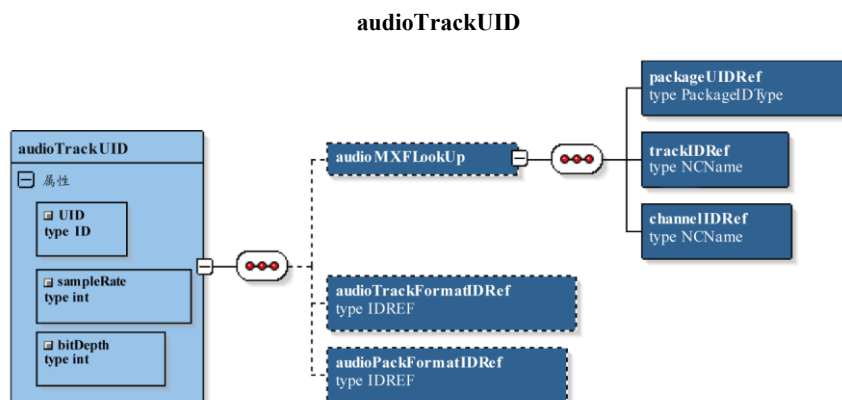 audioTrackUID
audioTrackUID
属性
UID
type ID
sampleRate
type int
bitDepth
type int
audioMXFLookUp
packageUIDRef
type PackageIDType
trackIDRef
type NCName
channelIDRef
type NCName
audioTrackFormatIDRef
type IDREF
audioPackFormatIDRef
type IDREF